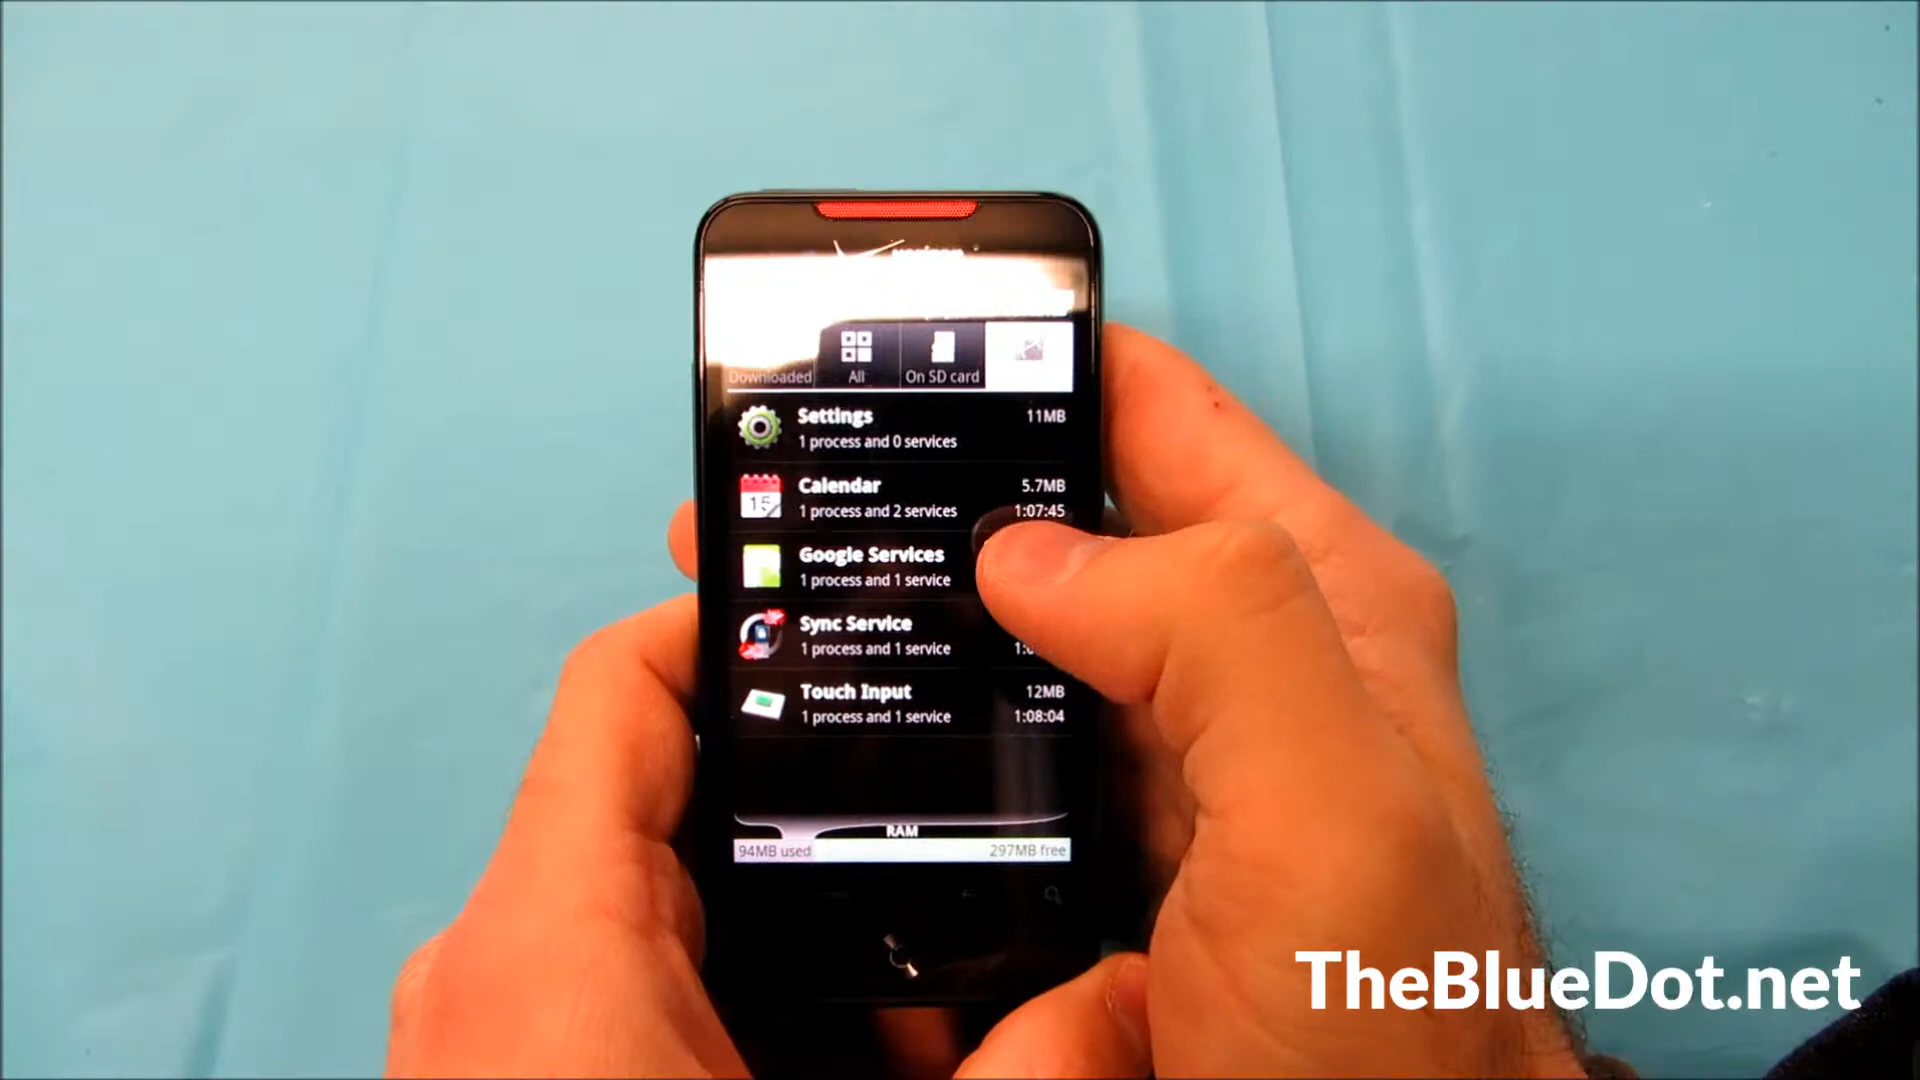 verizon
Downloaded
All
On SD card
Settings
11MB
1 process and 0 services
15
Calendar
5.7MB
1 process and 2 services
1:07:45
Google Services
1 process and 1 service
Sync Service
1 process and 1 service
Touch Input
12MB
1 process and 1 service
1:08:04
RAM
94MB used
297MB free
TheBlueDot.net